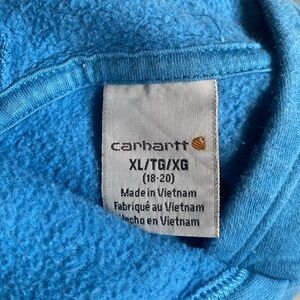 carhartt
XL/TG/XG
(18-20)
Made in Vietnam
Fabriqué au Vietnam
Hecho en Vietnam